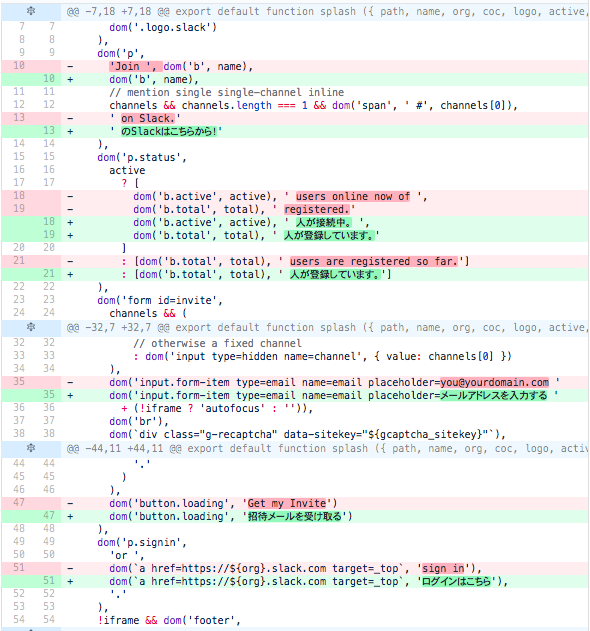 @@ -7,18 +7,18 @@ export default function splash ({ path, name, org, coc, logo, active,
7 7 dom('.logo.slack')
8 8 ),
9 9 dom('p',
10 - 'Join ', dom('b', name),
10 + dom('b', name),
11 11 // mention single single-channel inline
12 12 channels && channels.length === 1 && dom('span', ' #', channels[0]),
13 - ' on Slack.'
13 + ' のSlackはこちらから!'
14 14 ),
15 15 dom('p.status',
16 16 active
17 17 ? [
18 - dom('b.active', active), ' users online now of ',
19 - dom('b.total', total), ' registered.'
18 + dom('b.active', active), ' 人が接続中。 ',
19 + dom('b.total', total), ' 人が登録しています。'
20 20 ]
21 - : [dom('b.total', total), ' users are registered so far.']
21 + : [dom('b.total', total), ' 人が登録しています。']
22 22 ),
23 23 dom('form id=invite',
24 24 channels && (
@@ -32,7 +32,7 @@ export default function splash ({ path, name, org, coc, logo, active,
32 32 // otherwise a fixed channel
33 33 : dom('input type=hidden name=channel', { value: channels[0] })
34 34 ),
35 - dom('input.form-item type=email name=email placeholder=you@yourdomain.com '
35 + dom('input.form-item type=email name=email placeholder=メールアドレスを入力する '
36 36 + (!iframe ? 'autofocus' : '')),
37 37 dom('br'),
38 38 dom(`div class="g-recaptcha" data-sitekey="${gcaptcha_sitekey}"`),
@@ -44,11 +44,11 @@ export default function splash ({ path, name, org, coc, logo, activ
44 44 '.'
45 45 )
46 46 ),
47 - dom('button.loading', 'Get my Invite')
47 + dom('button.loading', '招待メールを受け取る')
48 48 ),
49 49 dom('p.signin',
50 50 'or ',
51 - dom(`a href=https://${org}.slack.com target=_top`, 'sign in'),
51 + dom(`a href=https://${org}.slack.com target=_top`, 'ログインはこちら'),
52 52 '.'
53 53 ),
54 54 !iframe && dom('footer',